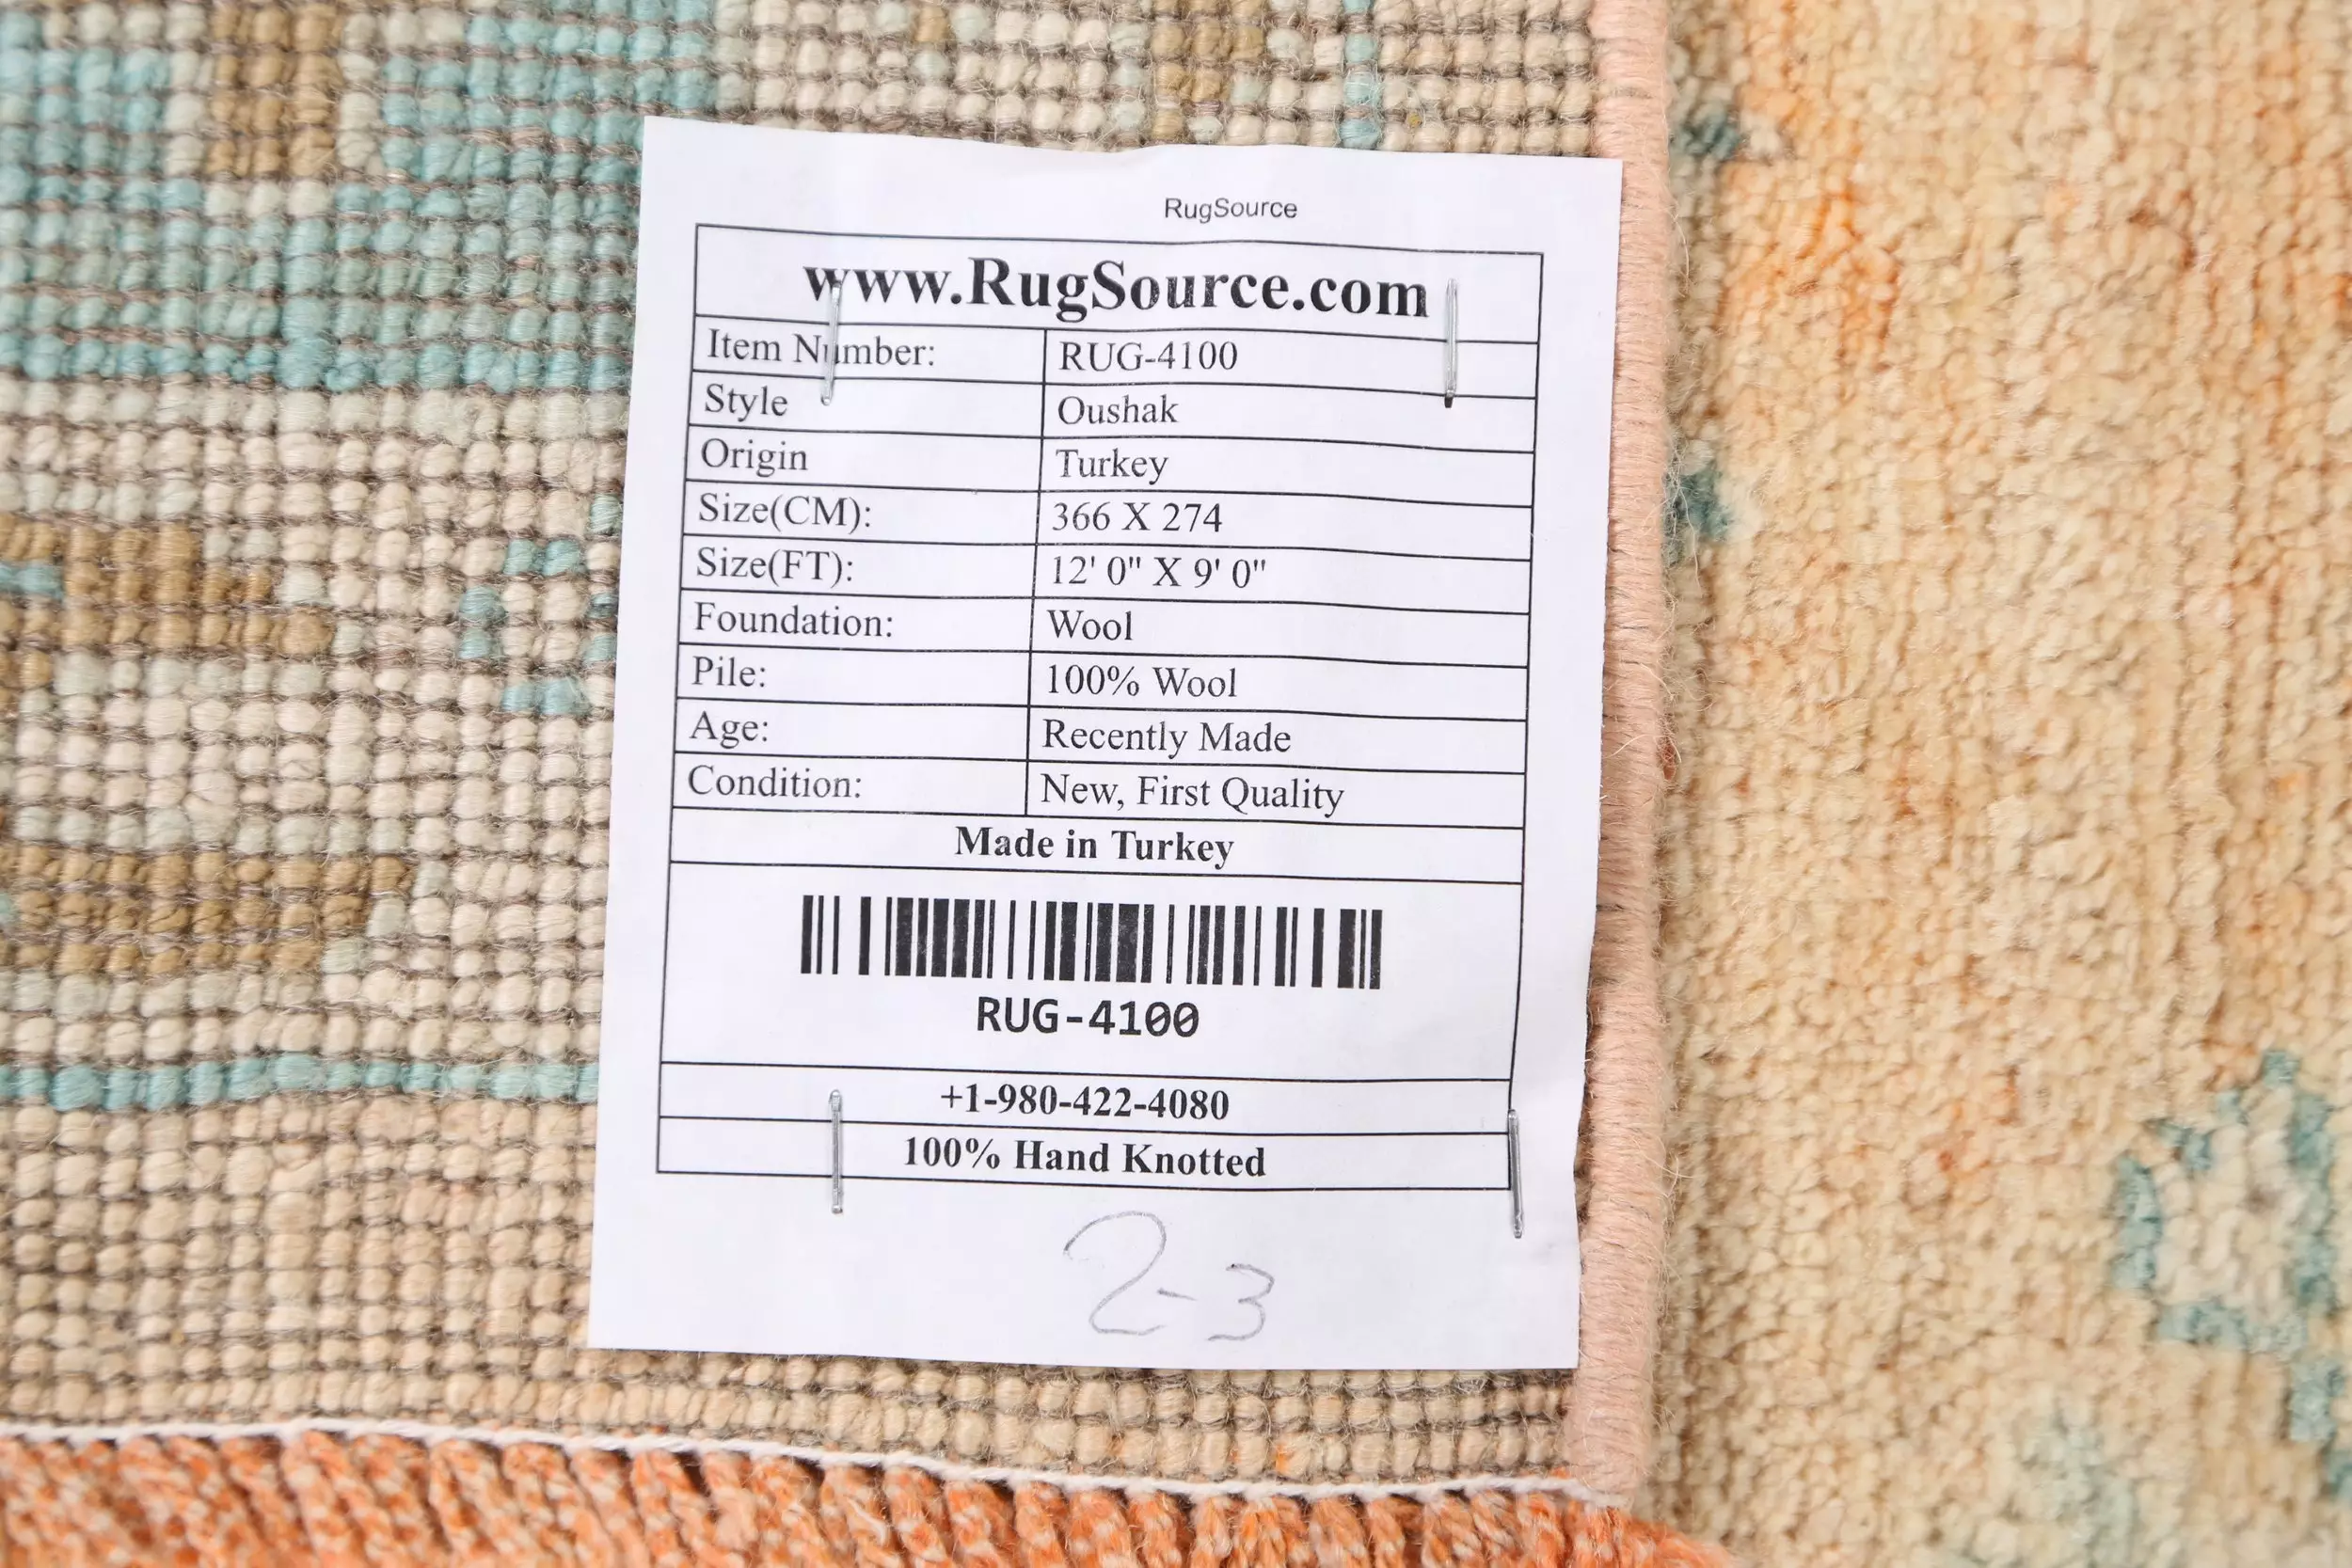 RugSource
www.RugSource.com
Item Number: RUG-4100
Style Oushak
Origin Turkey
Size(CM): 366 X 274
Size(FT): 12' 0" X 9' 0"
Foundation: Wool
Pile: 100% Wool
Age: Recently Made
Condition: New, First Quality
Made in Turkey
RUG-4100
+1-980-422-4080
100% Hand Knotted
2-3